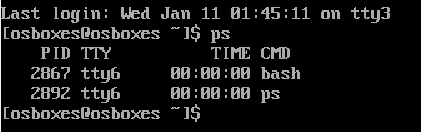 Last login: Wed Jan 11 01:45:11 on tty3
[osboxes@osboxes ~]$ ps
    PID TTY          TIME CMD
   2867 tty6     00:00:00 bash
   2892 tty6     00:00:00 ps
[osboxes@osboxes ~]$